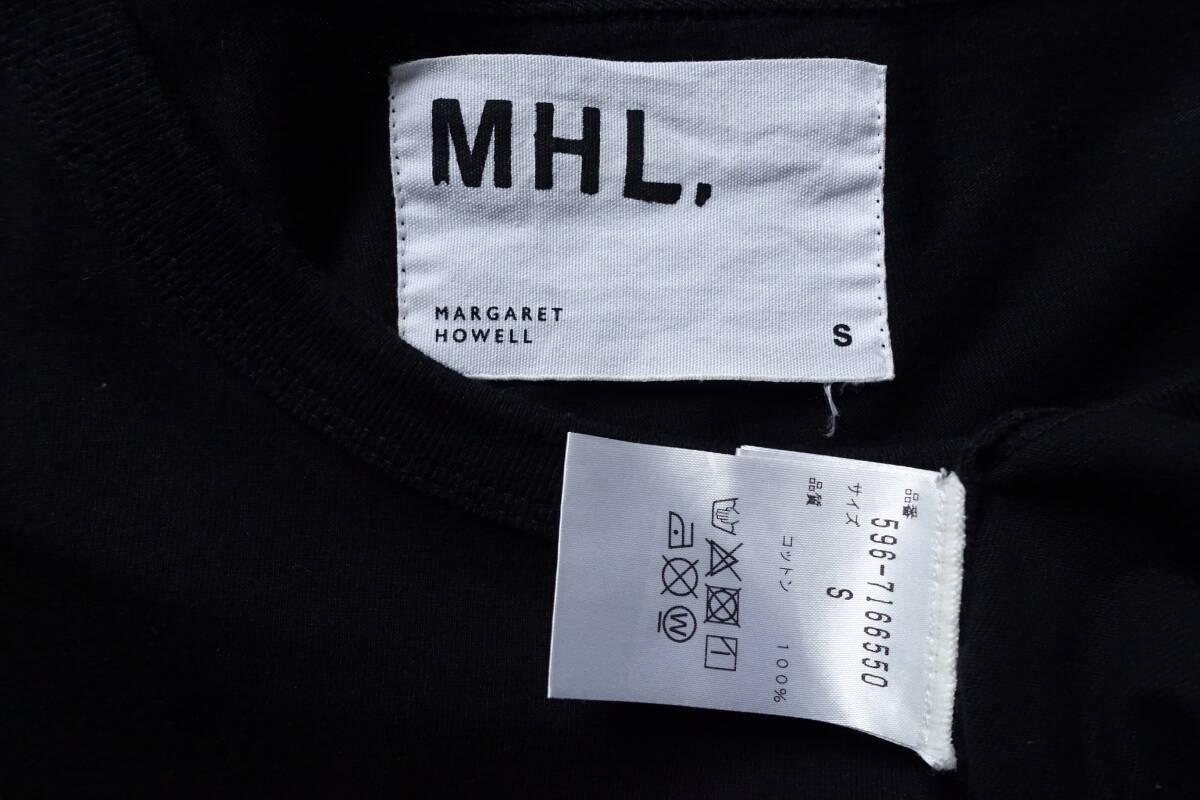 MHL.
MARGARET
HOWELL
S
品番 596-7166550
サイズ S
品質 コットン 100%
W